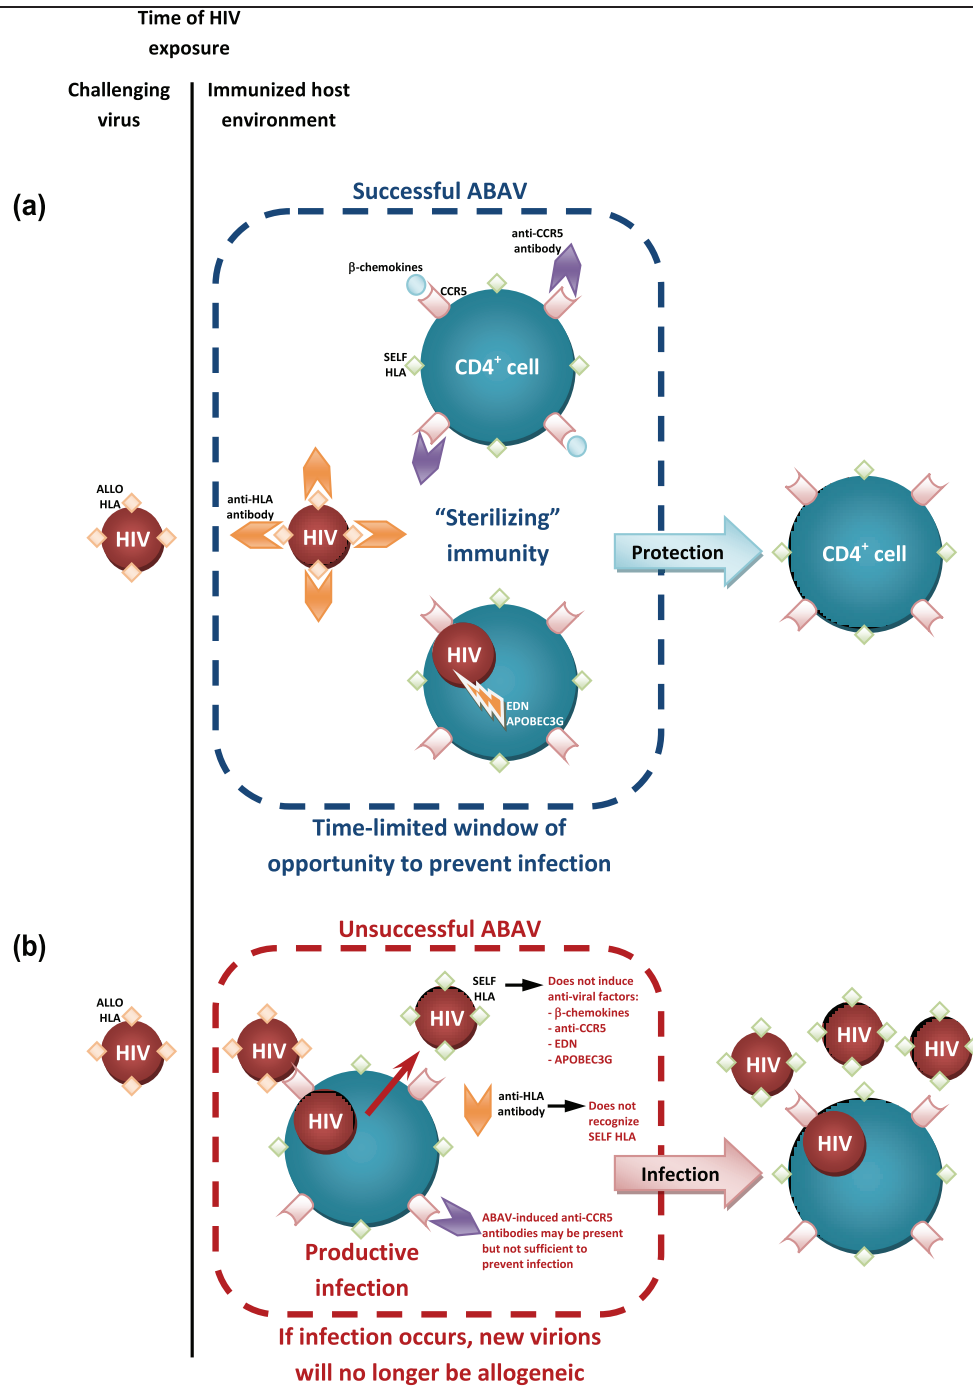 Time of HIV
exposure
Challenging
virus
Immunized host
environment
(a)
Successful ABAV
anti-CCR5
antibody
β-chemokines
CCR5
SELF
HLA
CD4+ cell
ALLO
HLA
HIV
anti-HLA
antibody
HIV
“Sterilizing”
immunity
Protection
CD4+ cell
HIV
EDN
APOBEC3G
Time-limited window of
opportunity to prevent infection
(b)
Unsuccessful ABAV
ALLO
HLA
HIV
HIV
SELF
HLA
HIV
Does not induce
anti-viral factors:
- β-chemokines
- anti-CCR5
- EDN
- APOBEC3G
HIV
anti-HLA
antibody
Does not
recognize
SELF HLA
ABAV-induced anti-CCR5
antibodies may be present
but not sufficient to
prevent infection
Productive
infection
Infection
HIV
HIV
HIV
HIV
If infection occurs, new virions
will no longer be allogeneic